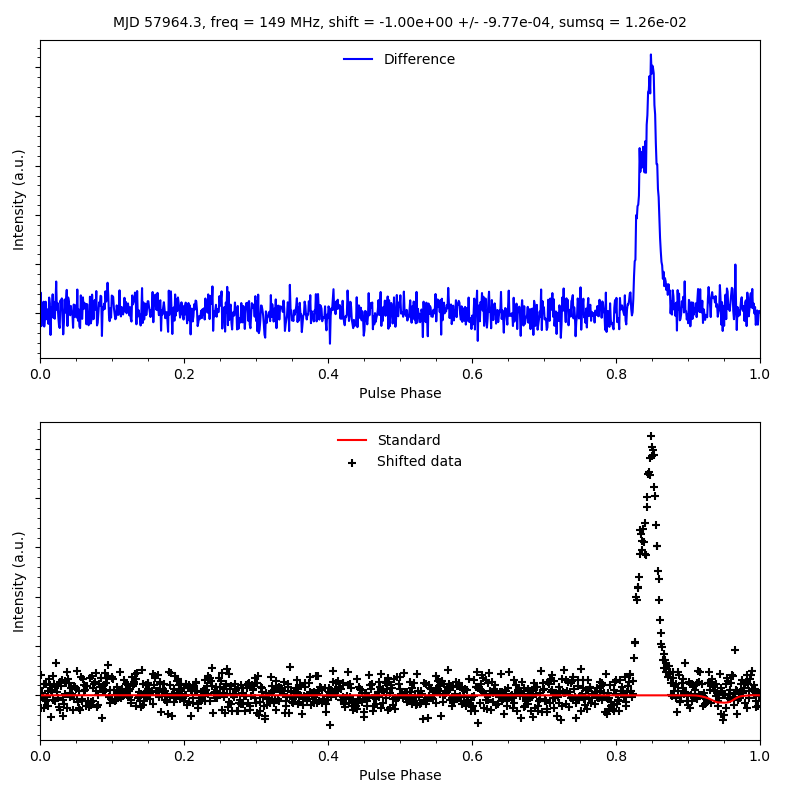 MJD 57964.3, freq = 149 MHz, shift = -1.00e+00 +/- -9.77e-04, sumsq = 1.26e-02
Difference
Intensity (a.u.)
0.0 0.2 0.4 0.6 0.8 1.0
Pulse Phase
Standard
Shifted data
Intensity (a.u.)
0.0 0.2 0.4 0.6 0.8 1.0
Pulse Phase